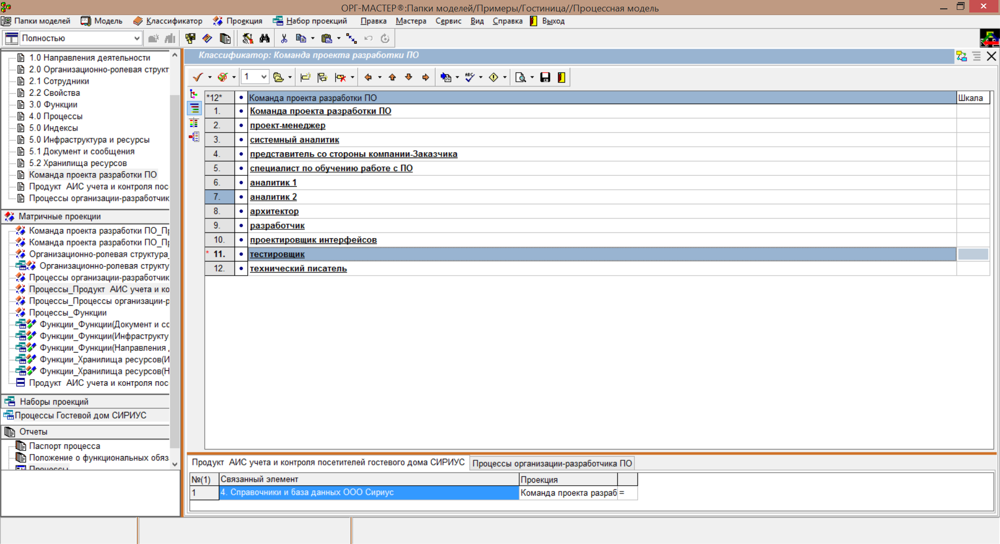 ОРГ-МАСТЕР®:Папки моделей/Примеры/Гостиница//Процессная модель
Папки моделей Модель Классификатор Проекция Набор проекций Правка Мастера Сервис Вид Справка Выход
Полностью
1.0 Направления деятельности
2.0 Организационно-ролевая структ
2.1 Сотрудники
2.2 Свойства
3.0 Функции
4.0 Процессы
5.0 Индексы
5.0 Инфраструктура и ресурсы
5.1 Документ и сообщения
5.2 Хранилища ресурсов
Команда проекта разработки ПО
Продукт АИС учета и контроля пос
Процессы организации-разработчик
Матричные проекции
Команда проекта разработки ПО_Пр
Команда проекта разработки ПО_Пр
Организационно-ролевая структура_
Организационно-ролевая структу
Процессы организации-разработчик
Процессы_Продукт АИС учета и ко
Процессы_Процессы организации-р
Процессы_Функции
Функции_Функции(Документ и со
Функции_Функции(Инфраструкту
Функции_Функции(Направления
Функции_Хранилища ресурсов(И
Функции_Хранилища ресурсов(Н
Продукт АИС учета и контроля пос
Наборы проекций
Процессы Гостевой дом СИРИУС
Отчеты
Паспорт процесса
Положение о функциональных обяз
Процессы
Классификатор: Команда проекта разработки ПО
1
ABC
*12* Команда проекта разработки ПО Шкала
1. Команда проекта разработки ПО
2. проект-менеджер
3. системный аналитик
4. представитель со стороны компании-Заказчика
5. специалист по обучению работе с ПО
6. аналитик 1
7. аналитик 2
8. архитектор
9. разработчик
10. проектировщик интерфейсов
* 11. тестировщик
12. технический писатель
Продукт АИС учета и контроля посетителей гостевого дома СИРИУС Процессы организации-разработчика ПО
№(1) Связанный элемент Проекция
1 4. Справочники и база данных ООО Сириус Команда проекта разраб =